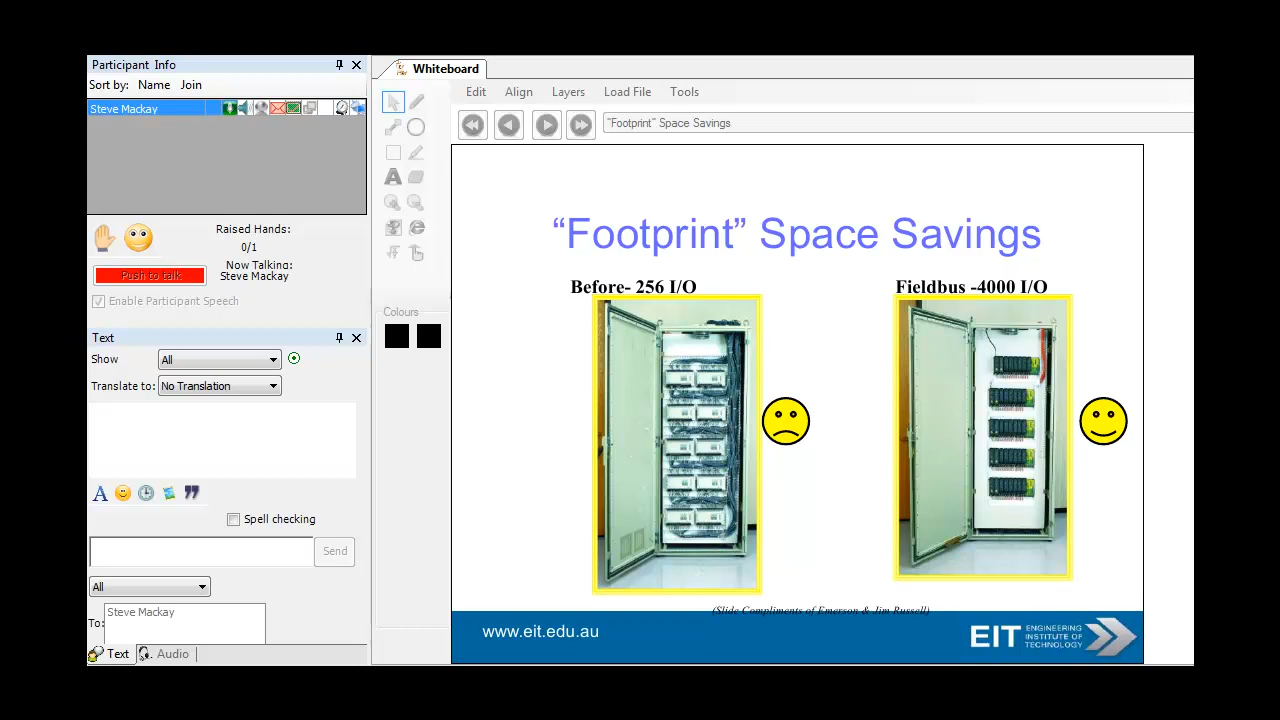 Participant Info
Sort by: Name Join
Steve Mackay
Raised Hands:
0/1
Now Talking:
Steve Mackay
Push to talk
Enable Participant Speech
Text
Show All
Translate to: No Translation
Spell checking
Send
All
To: Steve Mackay
Text Audio
Whiteboard
Edit Align Layers Load File Tools
"Footprint" Space Savings
Colours
“Footprint” Space Savings
Before- 256 I/O
Fieldbus -4000 I/O
(Slide Compliments of Emerson & Jim Russell)
www.eit.edu.au
EIT ENGINEERING
INSTITUTE OF
TECHNOLOGY